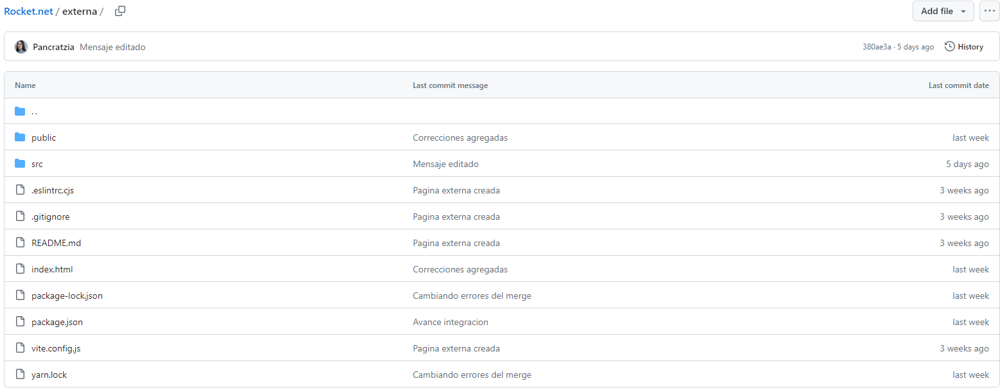 Rocket.net / externa /
Add file
Pancratzia Mensaje editado 380ae3a · 5 days ago History
Name Last commit message Last commit date
..
public Correcciones agregadas last week
src Mensaje editado 5 days ago
.eslintrc.cjs Pagina externa creada 3 weeks ago
.gitignore Pagina externa creada 3 weeks ago
README.md Pagina externa creada 3 weeks ago
index.html Correcciones agregadas last week
package-lock.json Cambiando errores del merge last week
package.json Avance integracion last week
vite.config.js Pagina externa creada 3 weeks ago
yarn.lock Cambiando errores del merge last week